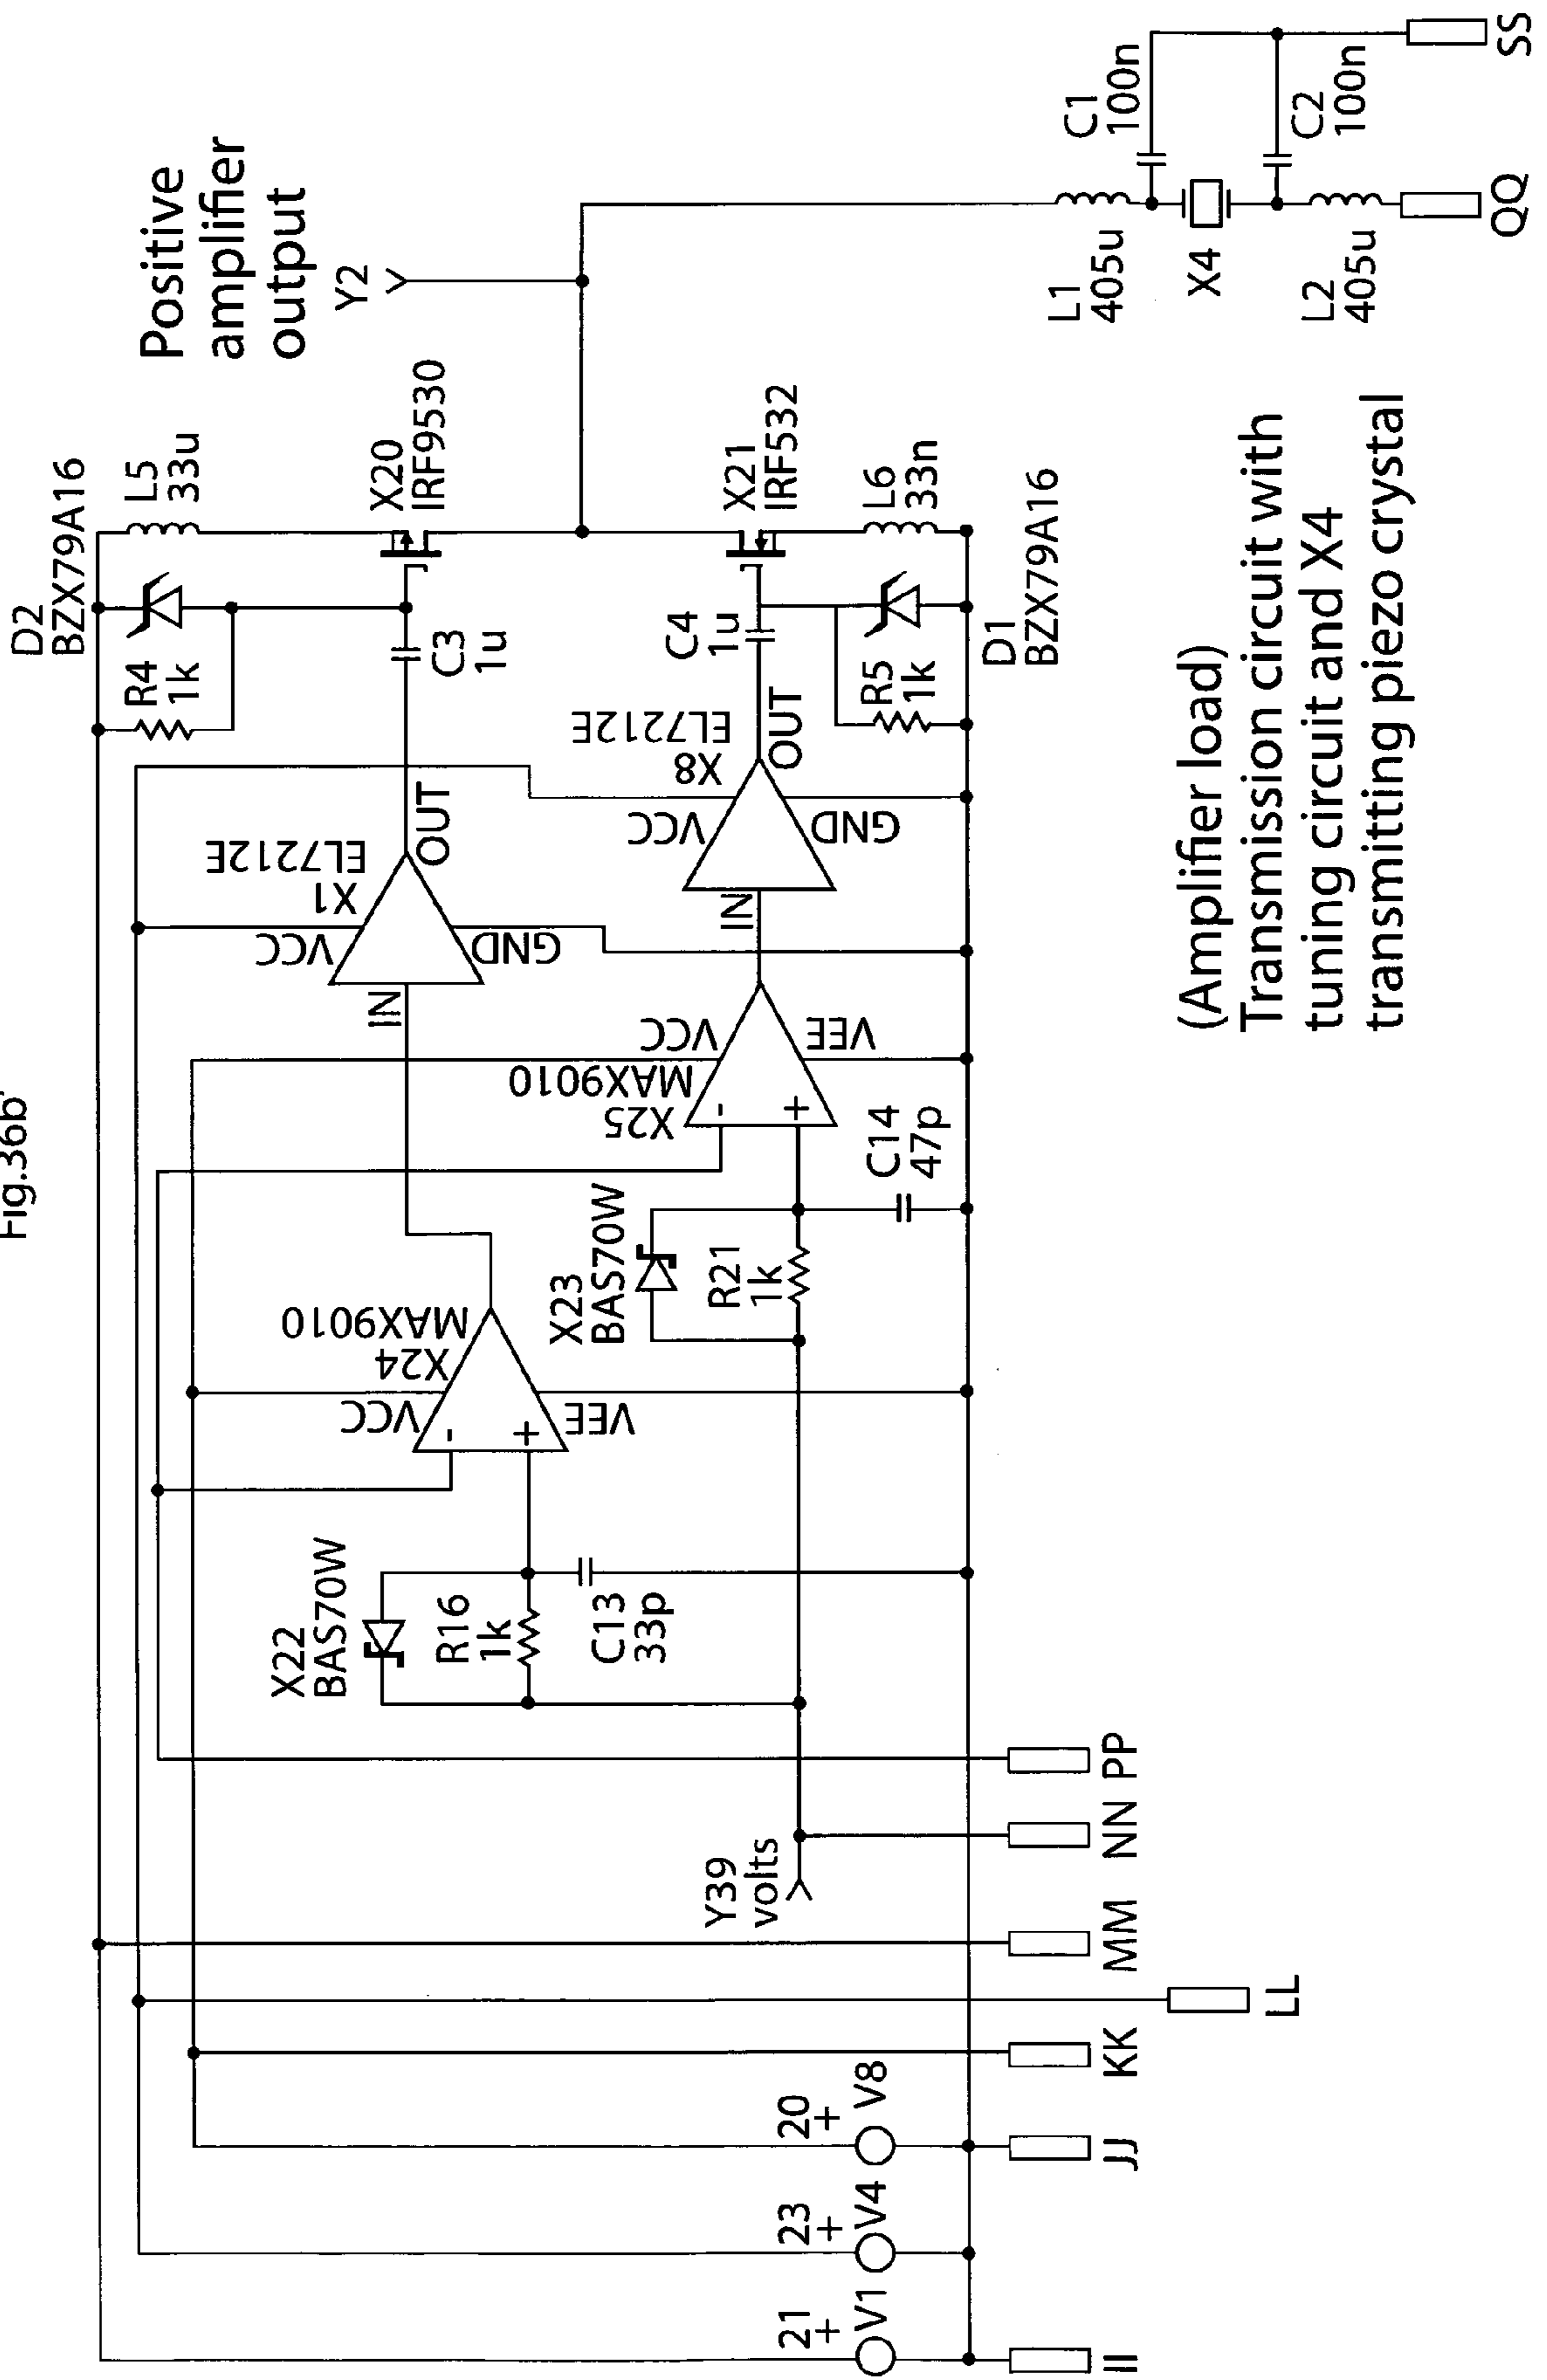 Fig.36b'
D2
BZX79A16
L5
33u
R4
1k
Positive
amplifier
output
Y2
X20
IRF9530
C3
1u
X1
EL7212E
VCC
IN
OUT
GND
X8
EL7212E
VCC
IN
OUT
GND
C4
1u
X21
IRF532
L6
33n
R5
1k
D1
BZX79A16
X24
MAX9010
VCC
-
+
VEE
X25
MAX9010
VCC
-
+
VEE
X22
BAS70W
R16
1k
C13
33p
X23
BAS70W
R21
1k
C14
47p
Y39
volts
21
+
V1
23
+
V4
20
+
V8
II
JJ
KK
LL
MM
NN
PP
L1
405u
C1
100n
X4
C2
100n
L2
405u
QQ
SS
(Amplifier load)
Transmission circuit with
tuning circuit and X4
transmitting piezo crystal